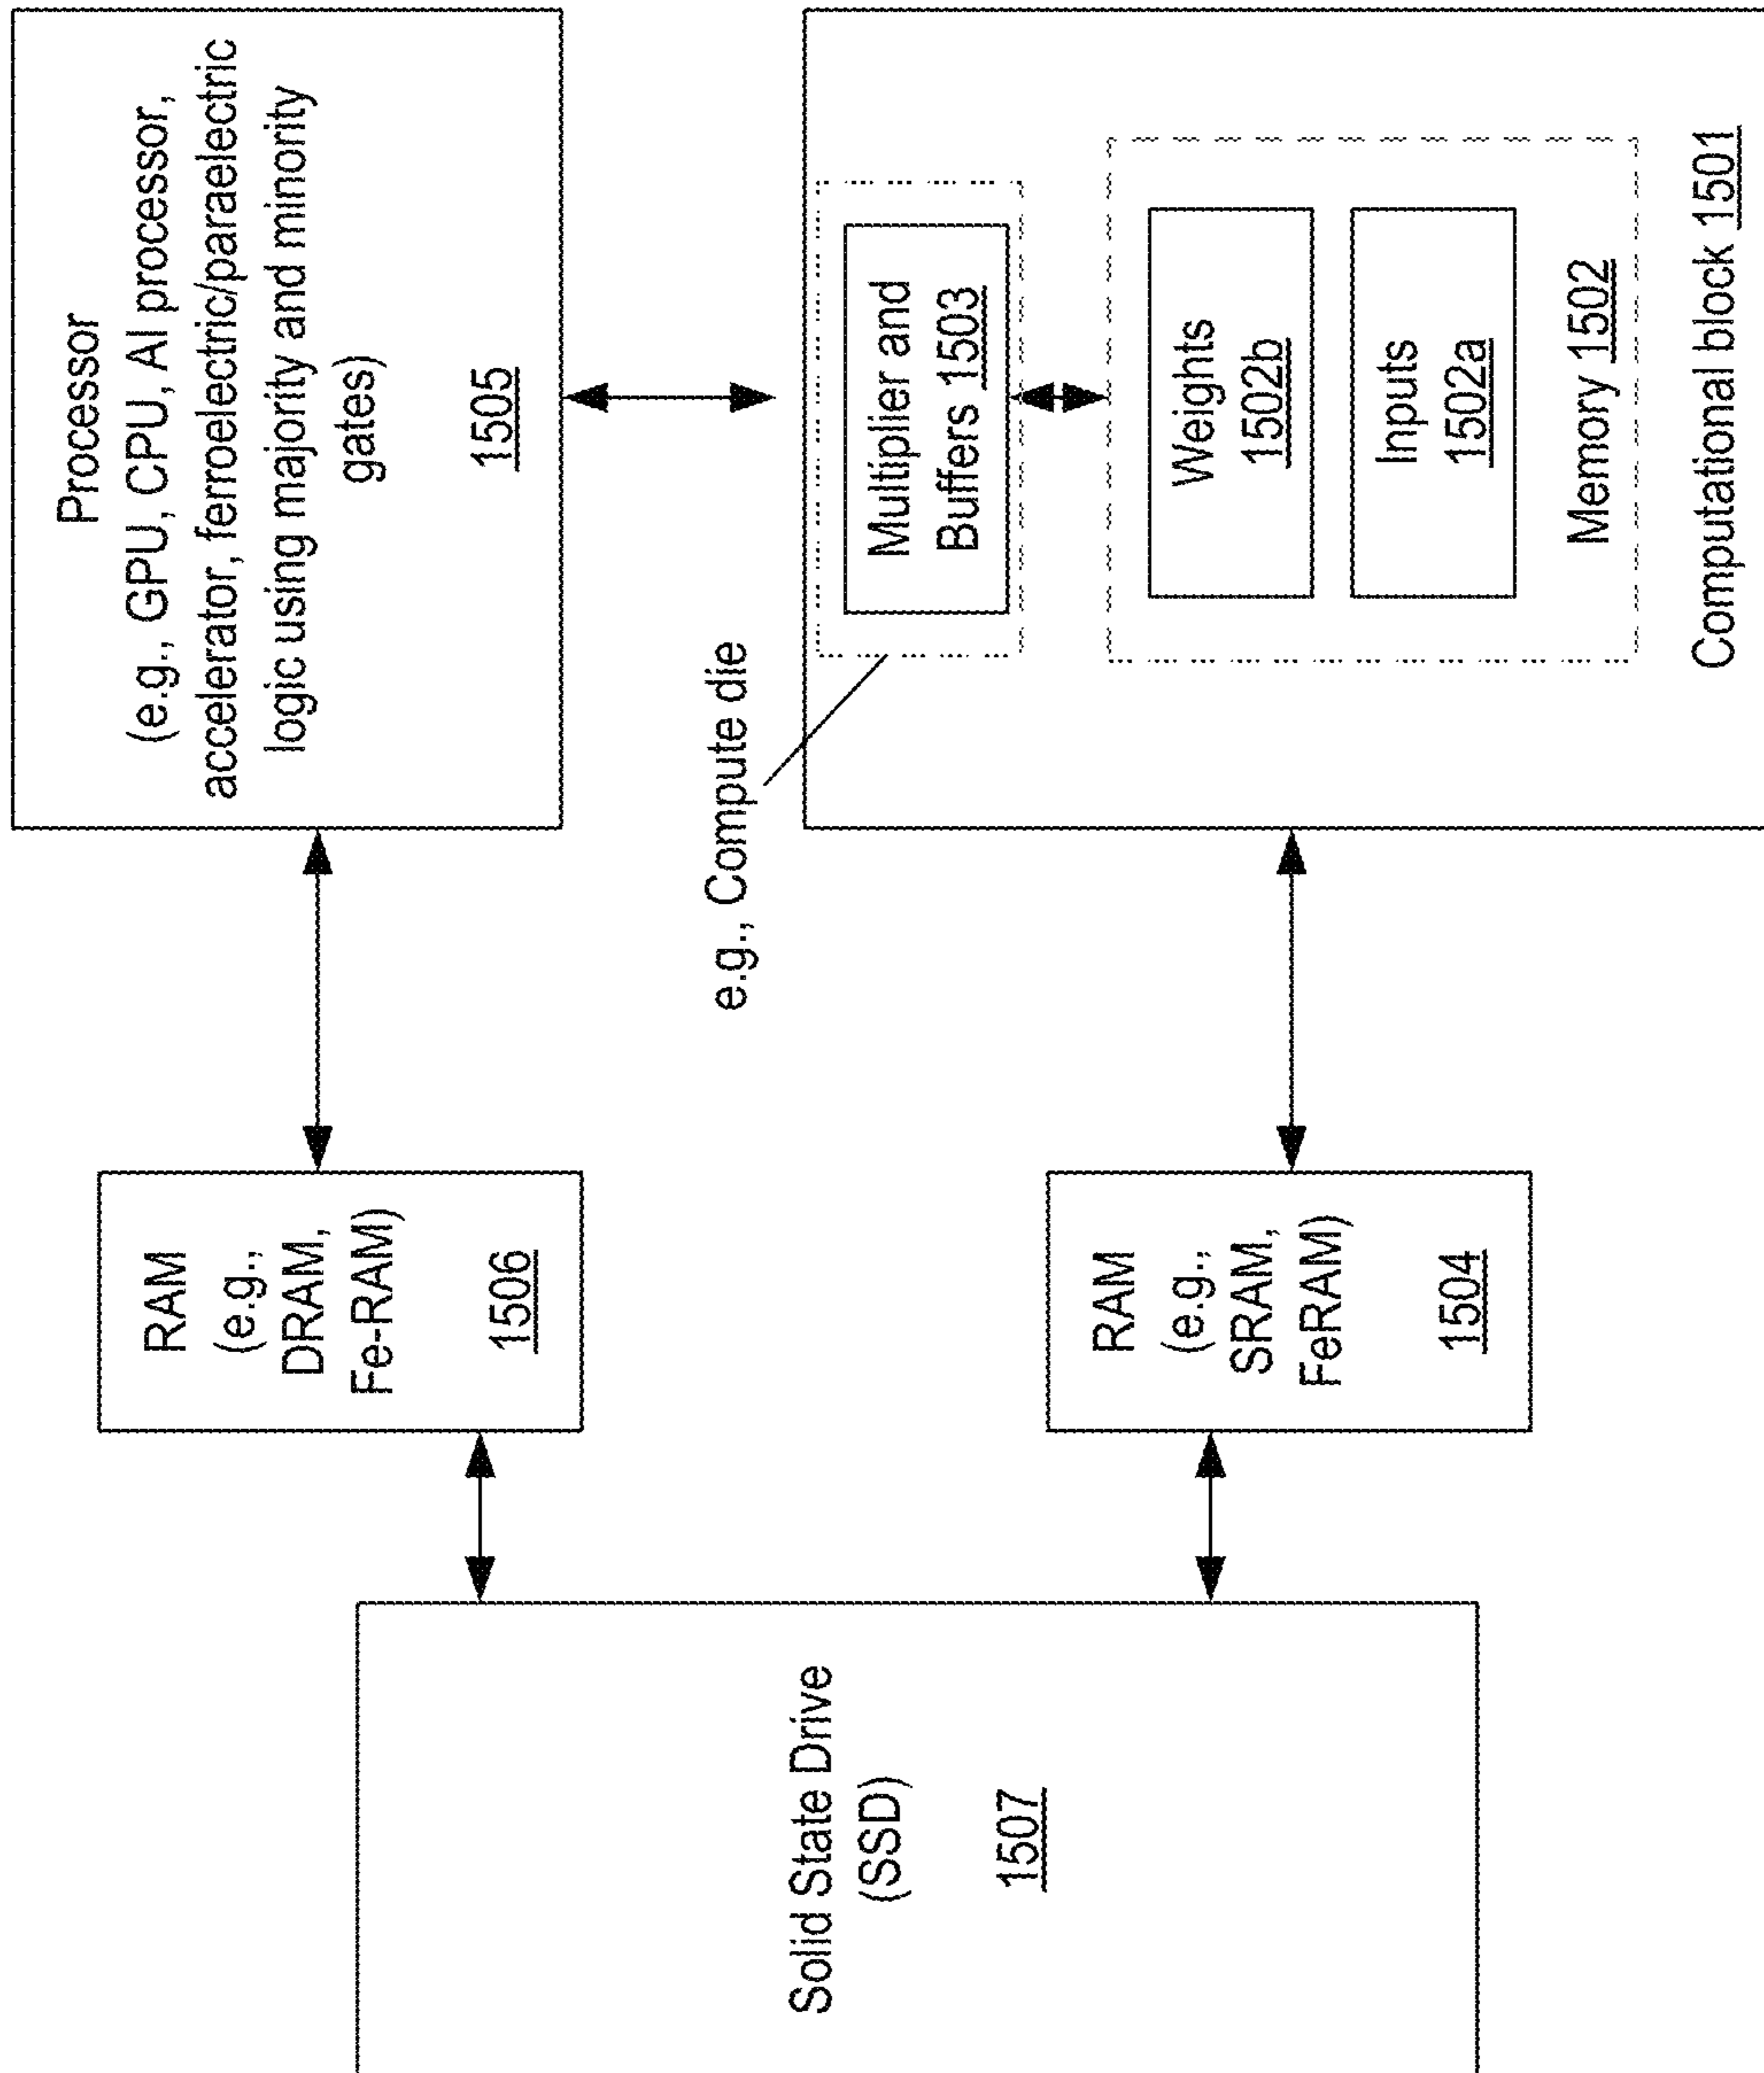 Solid State Drive
(SSD)
1507
RAM
(e.g.,
DRAM,
Fe-RAM)
1506
Processor
(e.g., GPU, CPU, AI processor,
accelerator, ferroelectric/paraelectric
logic using majority and minority
gates)
1505
RAM
(e.g.,
SRAM,
FeRAM)
1504
e.g., Compute die
Multiplier and
Buffers 1503
Weights
1502b
Inputs
1502a
Memory 1502
Computational block 1501